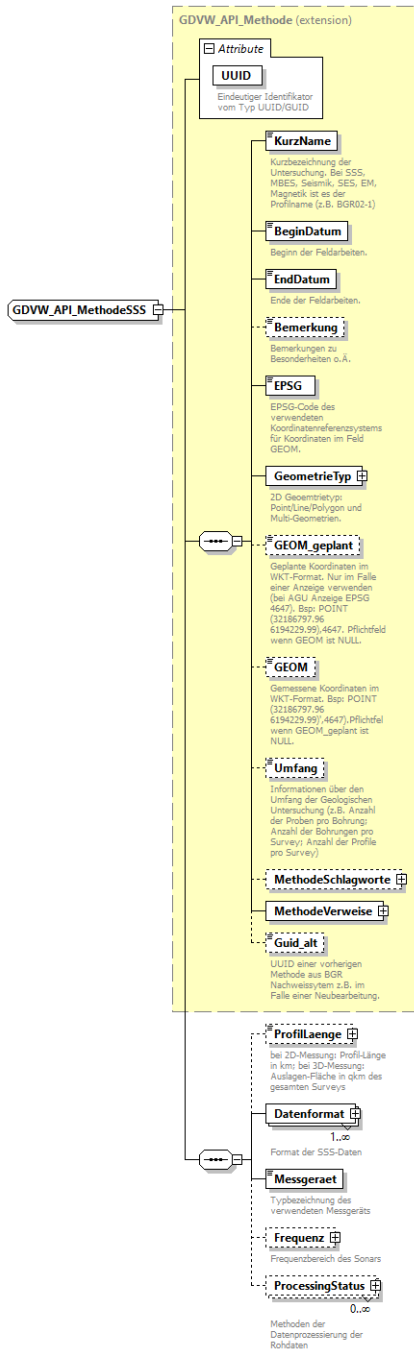 GDVW_API_Methode (extension)
Attribute
UUID
Eindeutiger Identifikator
vom Typ UUID/GUID
KurzName
Kurzbezeichnung der
Untersuchung. Bei SSS,
MBES, Seismik, SES, EM,
Magnetik ist es der
Profilname (z.B. BGR02-1)
BeginDatum
Beginn der Feldarbeiten.
EndDatum
Ende der Feldarbeiten.
GDVW_API_MethodeSSS
Bemerkung
Bemerkungen zu
Besonderheiten o.Ä.
EPSG
EPSG-Code des
verwendeten
Koordinatenreferenzsystems
für Koordinaten im Feld
GEOM.
GeometrieTyp
2D Geoemtrietyp:
Point/Line/Polygon und
Multi-Geometrien.
GEOM_geplant
Geplante Koordinaten im
WKT-Format. Nur im Falle
einer Anzeige verwenden
(bei AGU Anzeige EPSG
4647). Bsp: POINT
(32186797.96
6194229.99),4647. Pflichtfeld
wenn GEOM ist NULL.
GEOM
Gemessene Koordinaten im
WKT-Format. Bsp: POINT
(32186797.96
6194229.99)',4647).Pflichtfel
wenn GEOM_geplant ist
NULL.
Umfang
Informationen über den
Umfang der Geologischen
Untersuchung (z.B. Anzahl
der Proben pro Bohrung;
Anzahl der Bohrungen pro
Survey; Anzahl der Profile
pro Survey)
MethodeSchlagworte
MethodeVerweise
Guid_alt
UUID einer vorherigen
Methode aus BGR
Nachweissytem z.B. im
Falle einer Neubearbeitung.
ProfilLaenge
bei 2D-Messung: Profil-Länge
in km; bei 3D-Messung:
Auslagen-Fläche in qkm des
gesamten Surveys
Datenformat
1..∞
Format der SSS-Daten
Messgeraet
Typbezeichnung des
verwendeten Messgeräts
Frequenz
Frequenzbereich des Sonars
ProcessingStatus
0..∞
Methoden der
Datenprozessierung der
Rohdaten